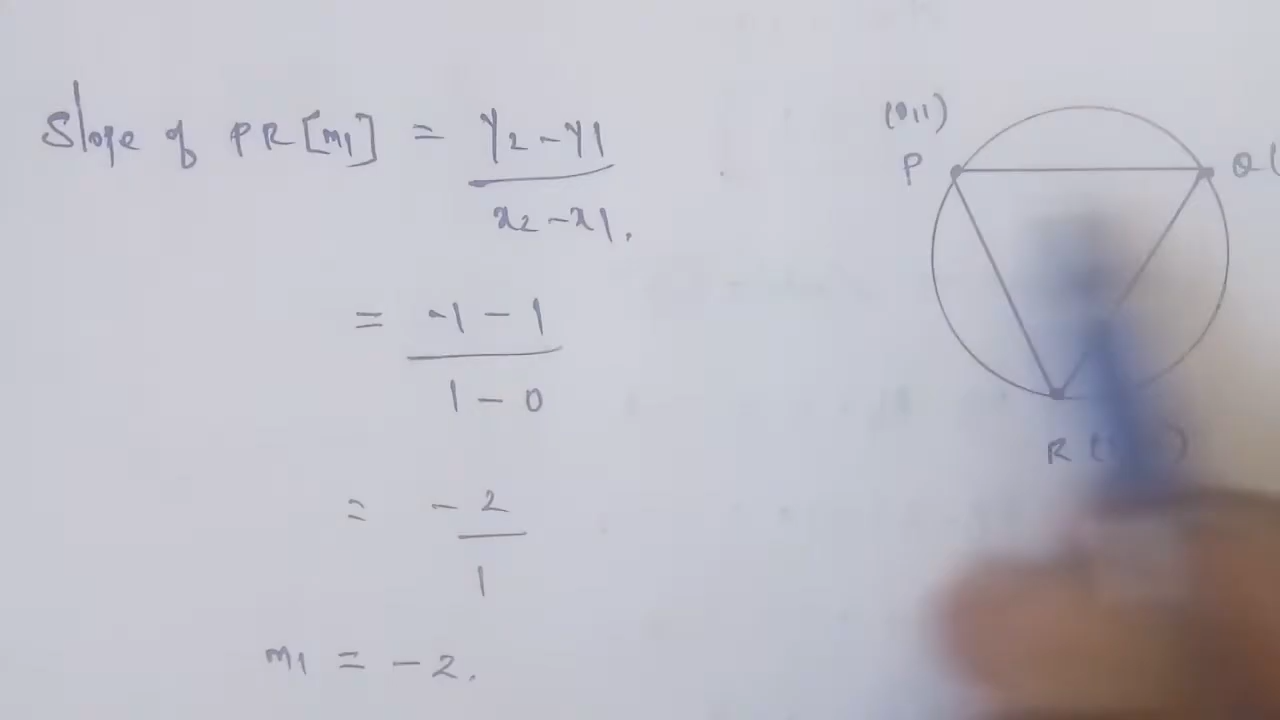 Slope of PR[m1] = y2-y1
x2-x1.
= -1 - 1
1 - 0
= - 2
1
m1 = -2.
(0,1)
P
Q (
R (
)